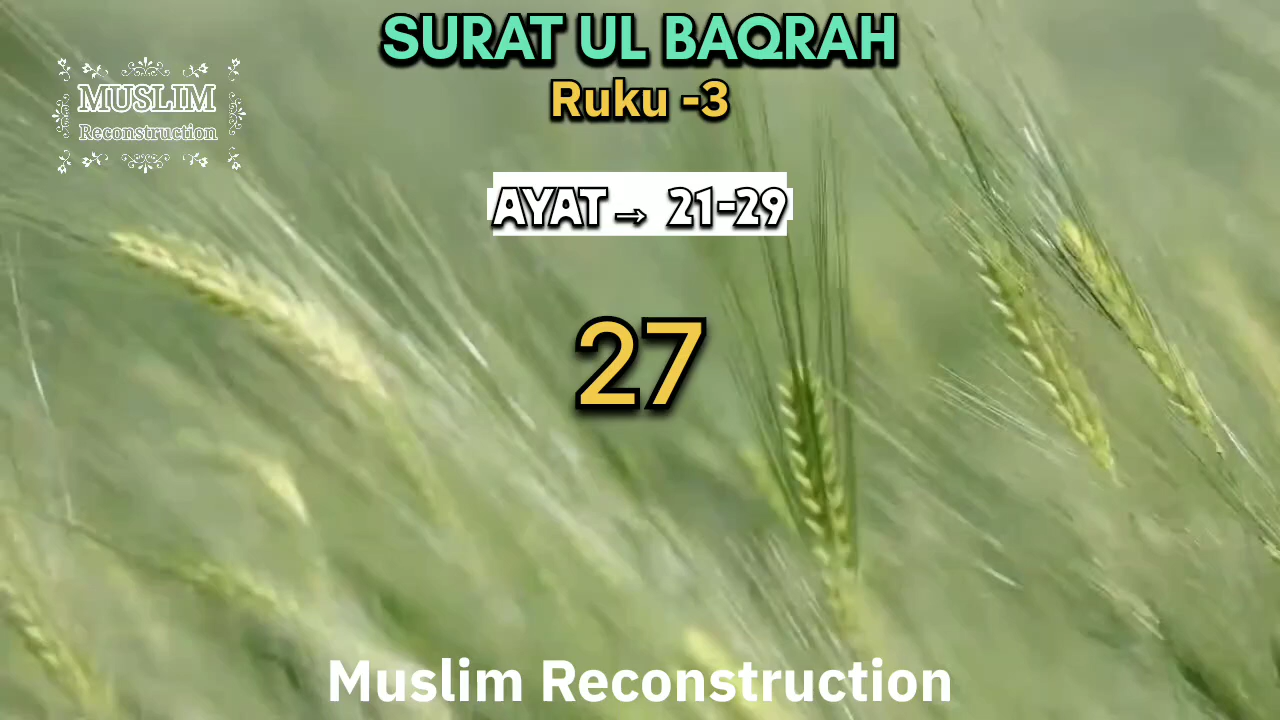 SURAT UL BAQRAH
Ruku -3
MUSLIM
Reconstruction
AYAT→ 21-29
27
Muslim Reconstruction